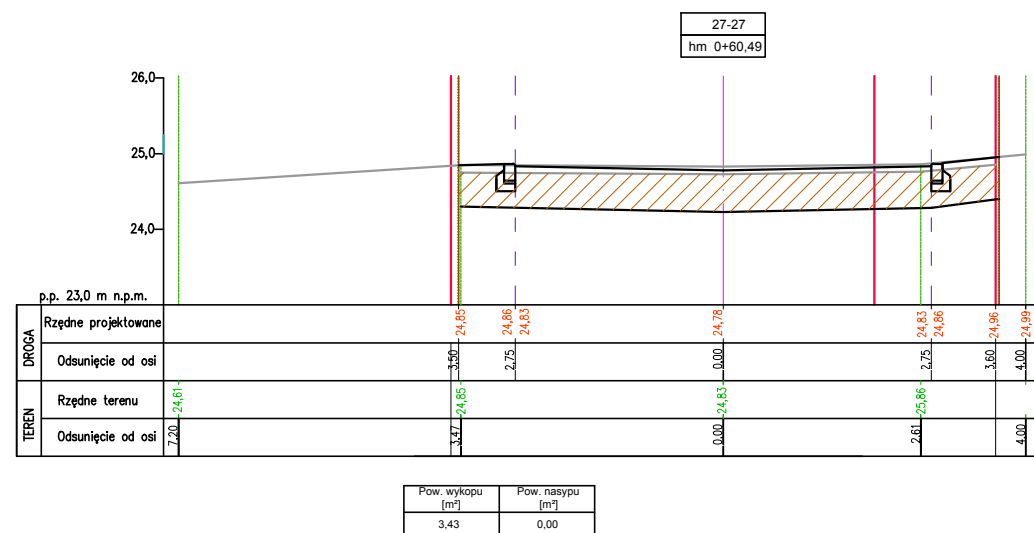 27-27
hm 0+60,49
26,0
25,0
24,0
p.p. 23,0 m n.p.m.
DROGA
Rzędne projektowane
24,85
24,86
24,83
24,78
24,83
24,86
24,96
24,99
Odsunięcie od osi
3,50
2,75
0,00
2,75
3,60
4,00
TEREN
Rzędne terenu
24,61
24,85
24,83
25,86
Odsunięcie od osi
7.20
3.47
0.00
2.61
4.00
Pow. wykopu [m²]
Pow. nasypu [m²]
3,43
0,00